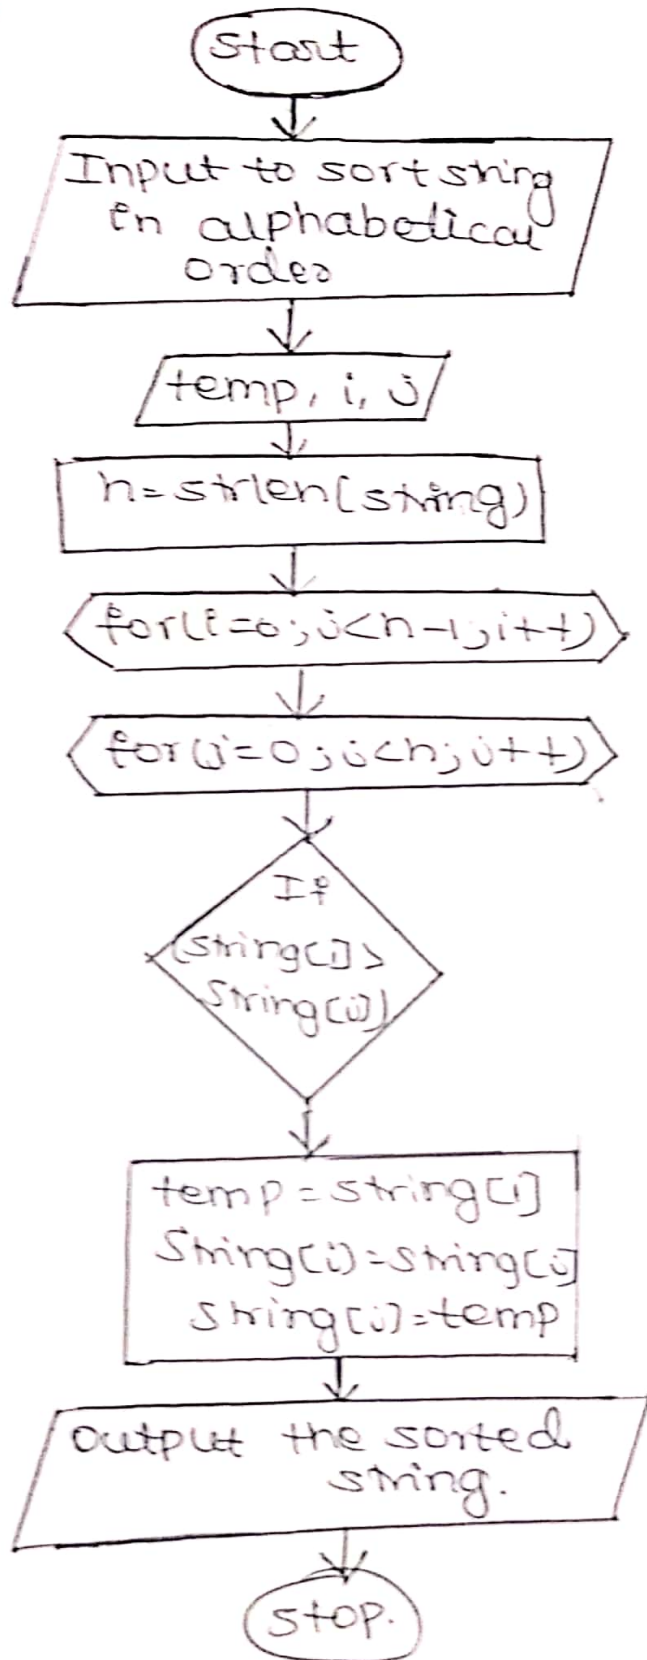 Start
Input to sort string
in alphabetical
order
temp, i, j
n=strlen(string)
for(i=0;i<n-1;i++)
for(j=0;j<n;j++)
If
(string[i]>
string[j])
temp=string[i]
String[i]=string[j]
string[j]=temp
output the sorted
string.
Stop.